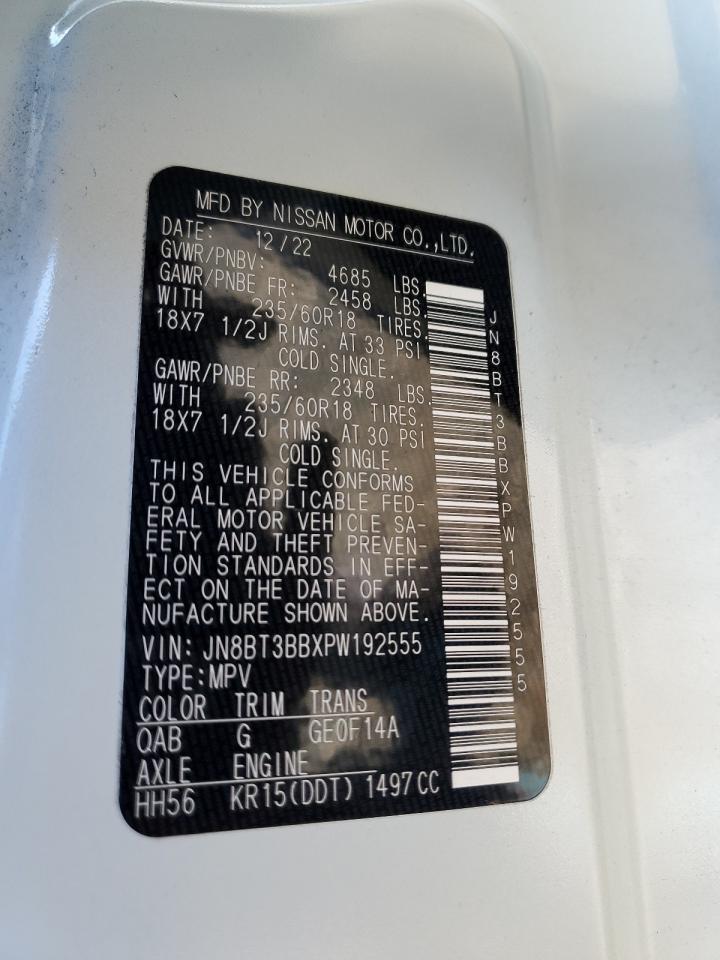 MFD BY NISSAN MOTOR CO.,LTD.
DATE: 12/22
GVWR/PNBV: 4685 LBS.
GAWR/PNBE FR: 2458 LBS.
WITH 235/60R18 TIRES.
18X7 1/2J RIMS. AT 33 PSI
COLD SINGLE.
GAWR/PNBE RR: 2348 LBS.
WITH 235/60R18 TIRES.
18X7 1/2J RIMS. AT 30 PSI
COLD SINGLE.
THIS VEHICLE CONFORMS
TO ALL APPLICABLE FED-
ERAL MOTOR VEHICLE SA-
FETY AND THEFT PREVEN-
TION STANDARDS IN EFF-
ECT ON THE DATE OF MA-
NUFACTURE SHOWN ABOVE.
VIN: JN8BT3BBXPW192555
TYPE:MPV
COLOR TRIM TRANS
QAB G GE0F14A
AXLE ENGINE
HH56 KR15(DDT) 1497CC
JN8BT3BBXPW192555